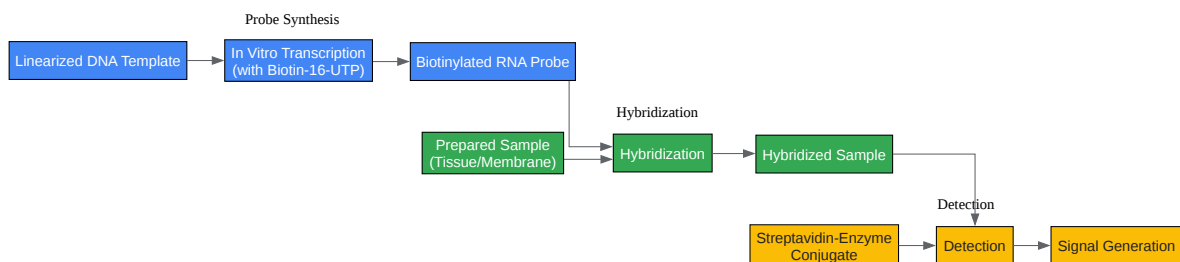 Probe Synthesis
Linearized DNA Template
In Vitro Transcription
(with Biotin-16-UTP)
Biotinylated RNA Probe
Hybridization
Prepared Sample
(Tissue/Membrane)
Hybridization
Hybridized Sample
Detection
Streptavidin-Enzyme
Conjugate
Detection
Signal Generation